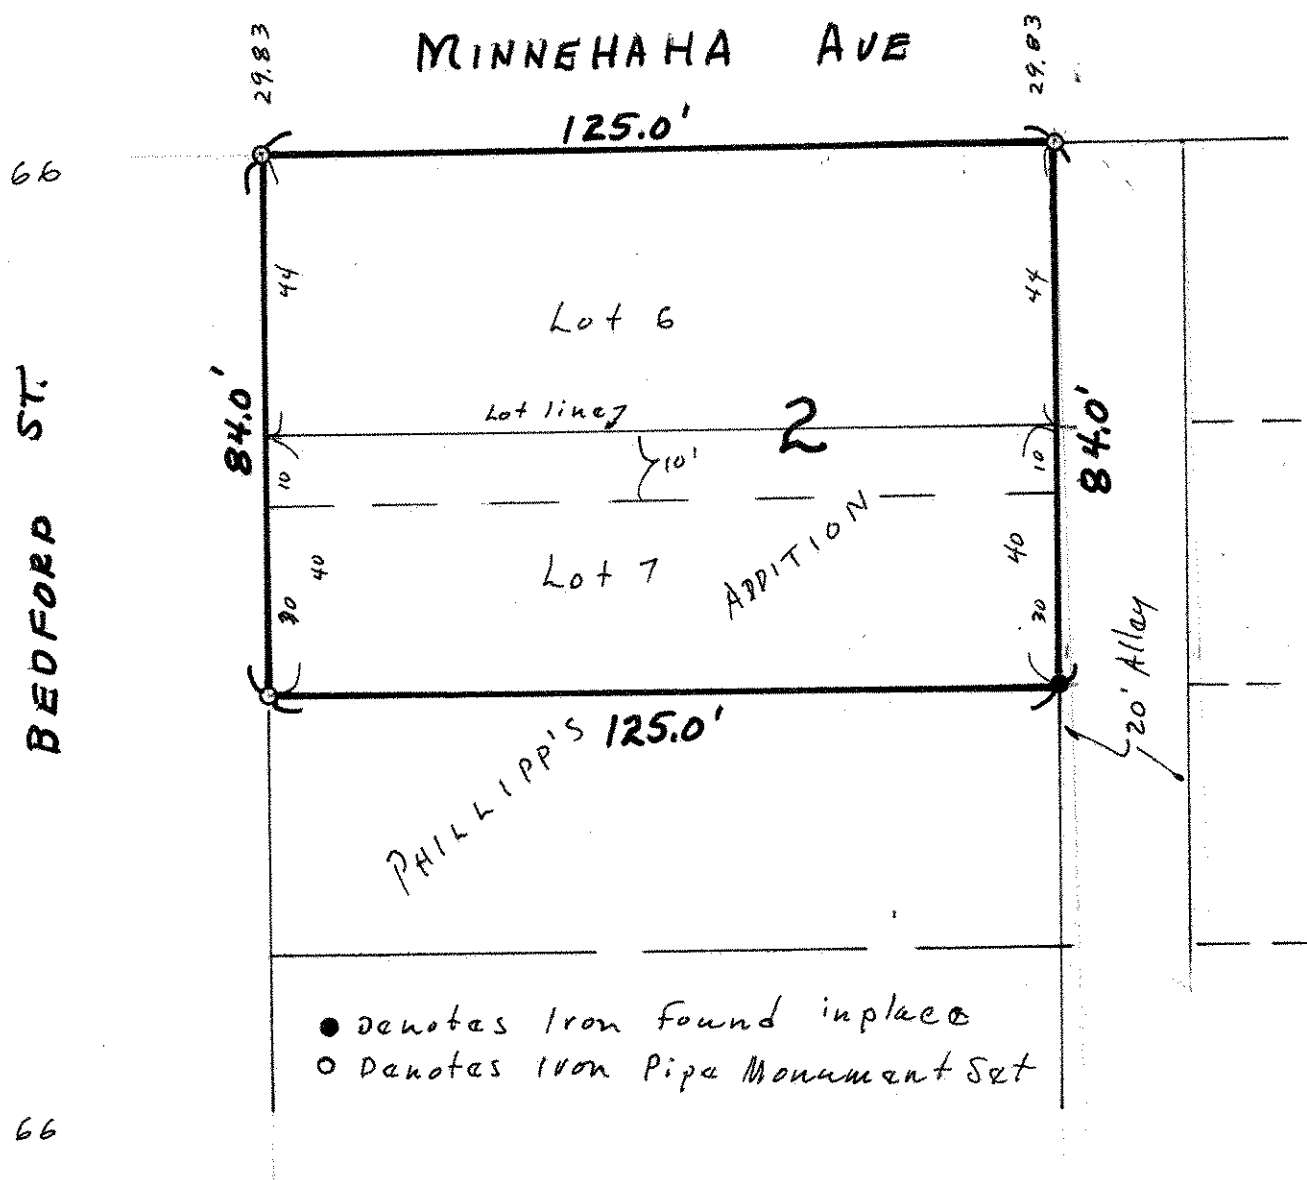 29.83
MINNEHAHA AVE
29.83
125.0'
66
44
44
Lot 6
BEDFORD ST.
84.0'
Lot line
2
84.0'
10
10'
10
40
Lot 7
40
ADDITION
30
30
20' Alley
125.0'
PHILLIPP'S
Denotes Iron Found inplace
Denotes Iron Pipe Monument Set
66